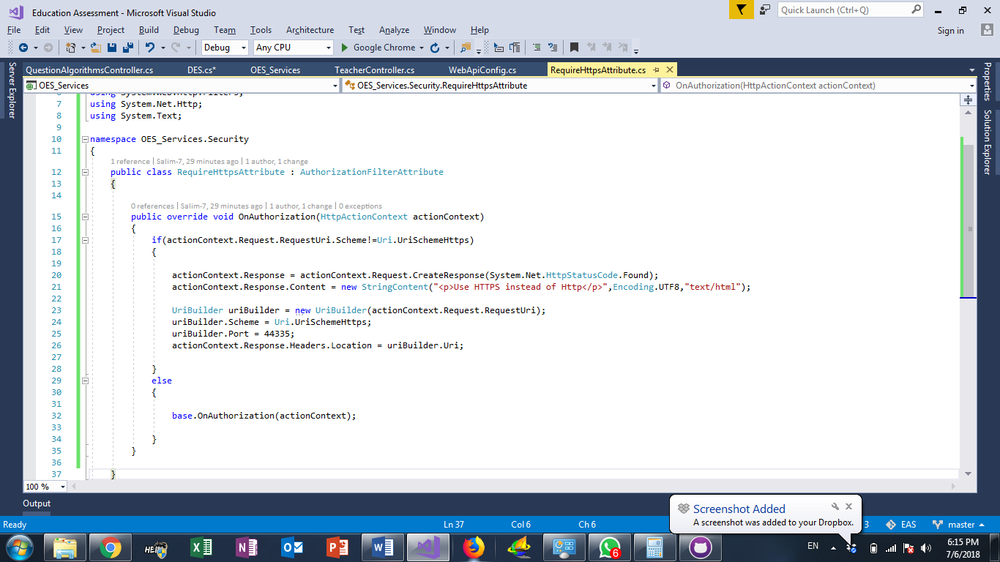 Education Assessment - Microsoft Visual Studio
Quick Launch (Ctrl+Q)
File Edit View Project Build Debug Team Tools Architecture Test Analyze Window Help
Sign in
Debug Any CPU Google Chrome
Server Explorer
QuestionAlgorithmsController.cs DES.cs* OES_Services TeacherController.cs WebApiConfig.cs RequireHttpsAttribute.cs
Properties
Solution Explorer
OES_Services OES_Services.Security.RequireHttpsAttribute OnAuthorization(HttpActionContext actionContext)
6 using System.Web.Http.Filters;
7 using System.Net.Http;
8 using System.Text;
9
10 namespace OES_Services.Security
11 {
1 reference | Salim-7, 29 minutes ago | 1 author, 1 change
12 public class RequireHttpsAttribute : AuthorizationFilterAttribute
13 {
14
0 references | Salim-7, 29 minutes ago | 1 author, 1 change | 0 exceptions
15 public override void OnAuthorization(HttpActionContext actionContext)
16 {
17 if(actionContext.Request.RequestUri.Scheme!=Uri.UriSchemeHttps)
18 {
19
20 actionContext.Response = actionContext.Request.CreateResponse(System.Net.HttpStatusCode.Found);
21 actionContext.Response.Content = new StringContent("<p>Use HTTPS instead of Http</p>",Encoding.UTF8,"text/html");
22
23 UriBuilder uriBuilder = new UriBuilder(actionContext.Request.RequestUri);
24 uriBuilder.Scheme = Uri.UriSchemeHttps;
25 uriBuilder.Port = 44335;
26 actionContext.Response.Headers.Location = uriBuilder.Uri;
27
28 }
29 else
30 {
31
32 base.OnAuthorization(actionContext);
33
34 }
35 }
36
37 }
100 %
Output
Screenshot Added
A screenshot was added to your Dropbox.
Ready Ln 37 Col 6 Ch 6 3 EAS master
6
EN
6:15 PM
7/6/2018